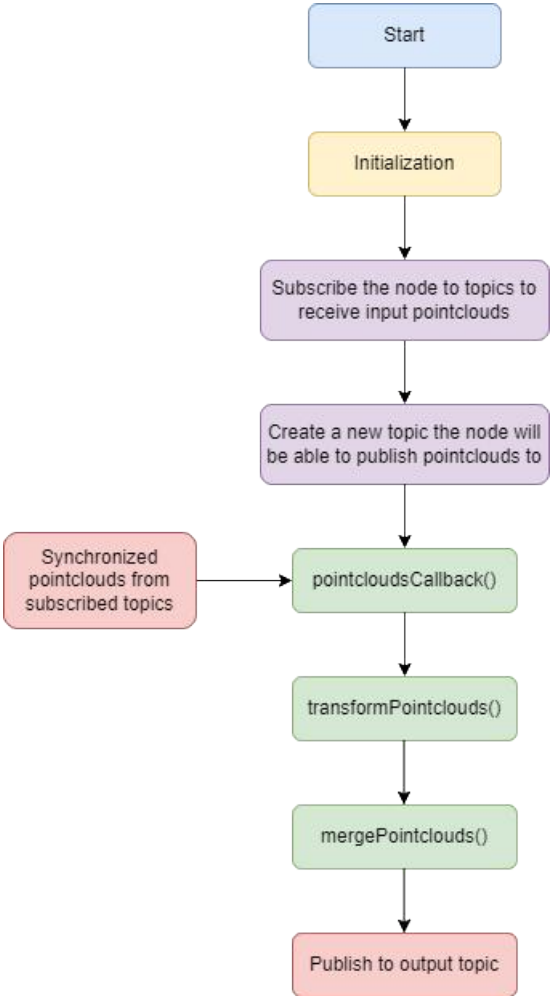 Start
Initialization
Subscribe the node to topics to
receive input pointclouds
Create a new topic the node will
be able to publish pointclouds to
Synchronized
pointclouds from
subscribed topics
pointcloudsCallback()
transformPointclouds()
mergePointclouds()
Publish to output topic